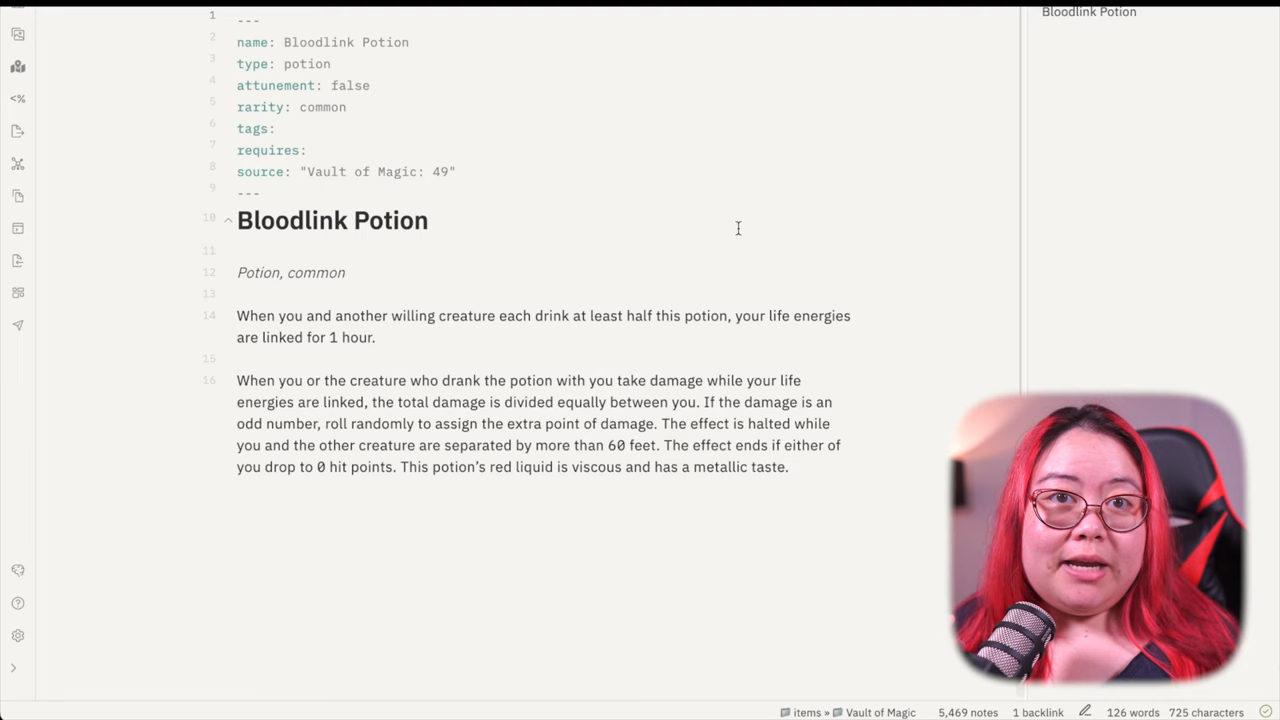 Bloodlink Potion
1 ---
2 name: Bloodlink Potion
3 type: potion
4 attunement: false
5 rarity: common
6 tags:
7 requires:
8 source: "Vault of Magic: 49"
9 ---
10 Bloodlink Potion
11
12 Potion, common
13
14 When you and another willing creature each drink at least half this potion, your life energies
are linked for 1 hour.
15
16 When you or the creature who drank the potion with you take damage while your life
energies are linked, the total damage is divided equally between you. If the damage is an
odd number, roll randomly to assign the extra point of damage. The effect is halted while
you and the other creature are separated by more than 60 feet. The effect ends if either of
you drop to 0 hit points. This potion's red liquid is viscous and has a metallic taste.
<%
items » Vault of Magic 5,469 notes 1 backlink 126 words 725 characters